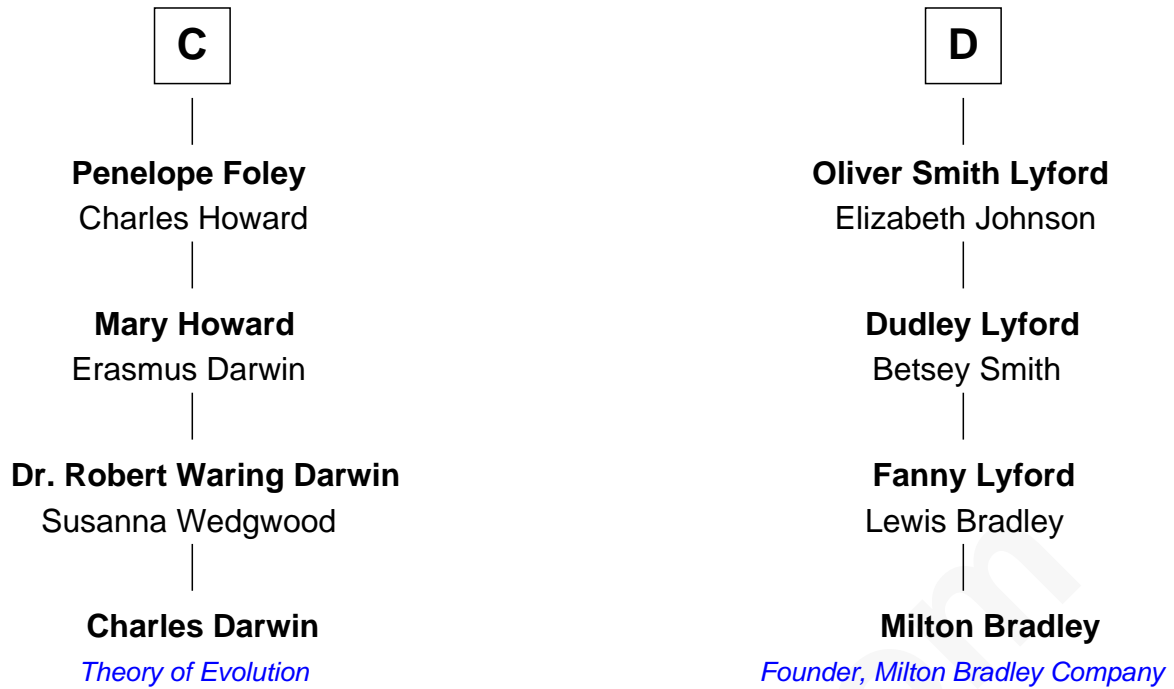 C
Penelope Foley
Charles Howard
Mary Howard
Erasmus Darwin
Dr. Robert Waring Darwin
Susanna Wedgwood
Charles Darwin
Theory of Evolution
D
Oliver Smith Lyford
Elizabeth Johnson
Dudley Lyford
Betsey Smith
Fanny Lyford
Lewis Bradley
Milton Bradley
Founder, Milton Bradley Company